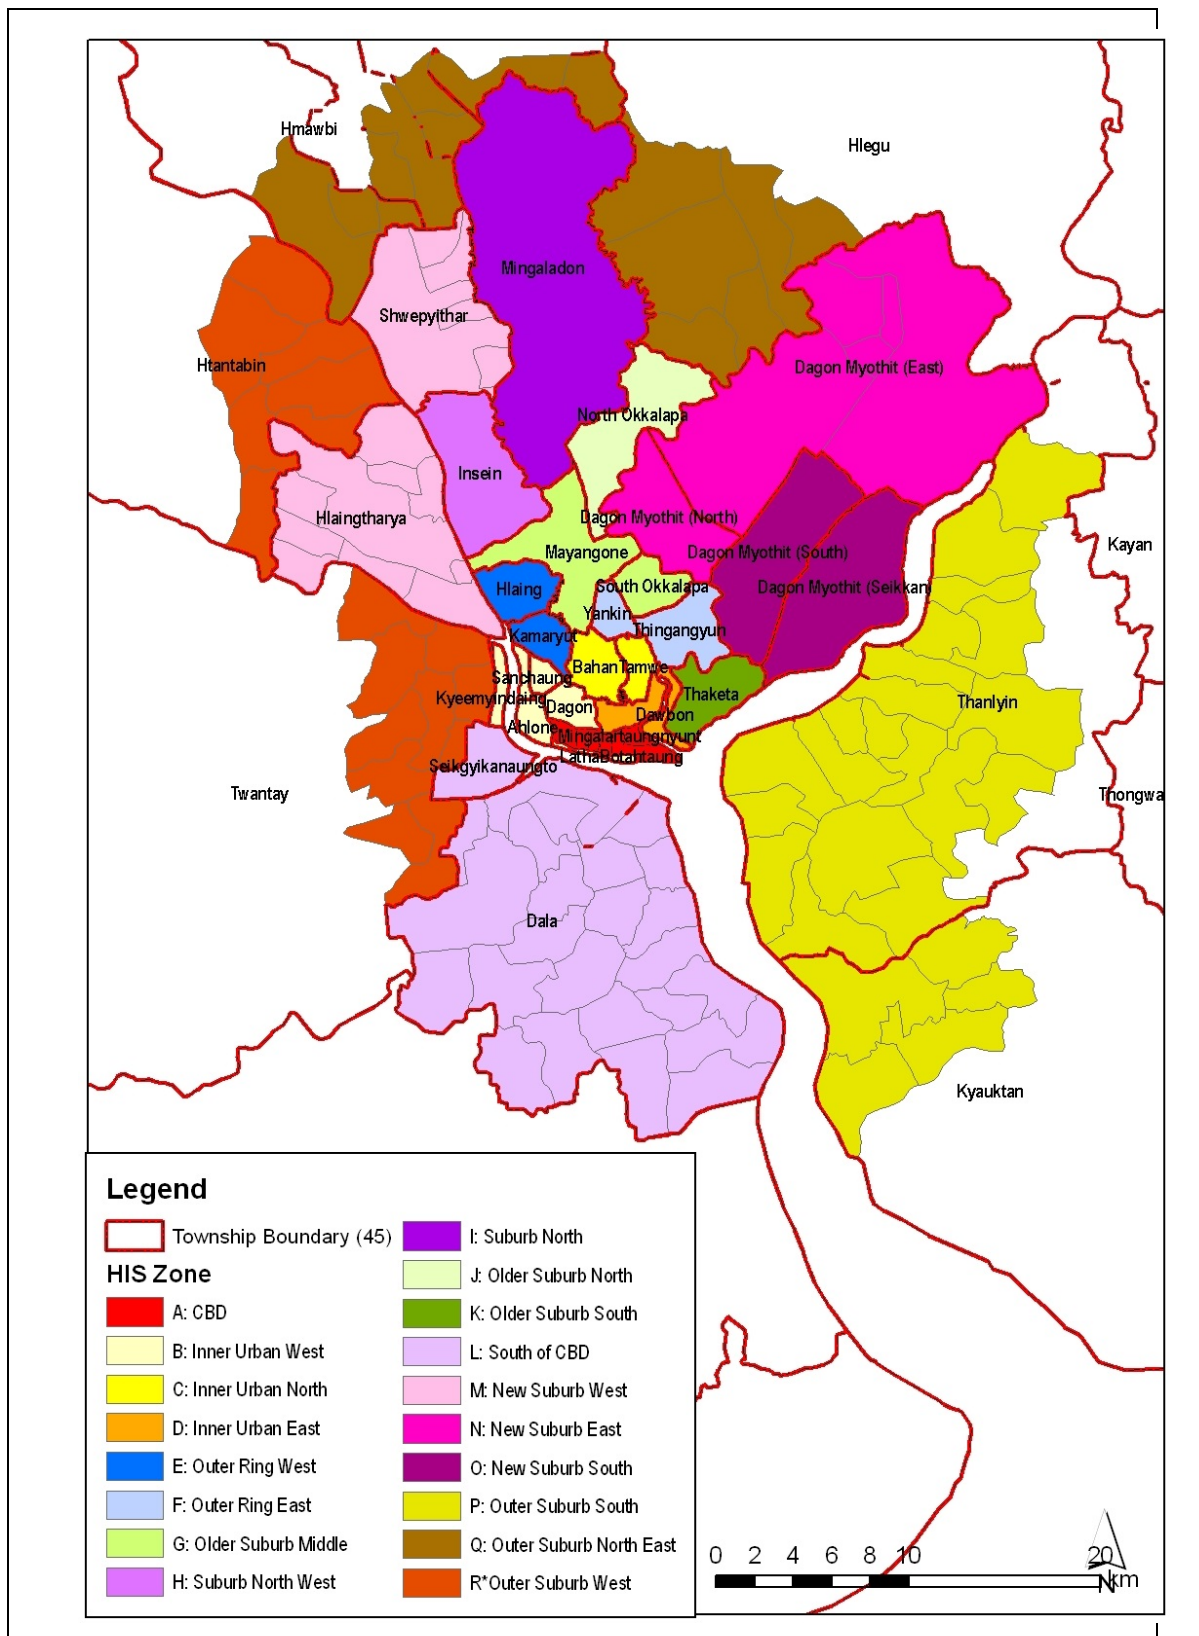 Hmawbi
Hlegu
Mingaladon
Shwepyithar
Htantabin
Dagon Myothit (East)
North Okkalapa
Insein
Hlaingtharya
Dagon Myothit (North)
Kayan
Mayangone
Dagon Myothit (South)
Hlaing
South Okkalapa
Dagon Myothit (Seikkan)
Yankin
Kamaryut
Thingangyun
Bahan
Tamwe
Sanchaung
Thaketa
Kyeemyindaing
Dagon
Thanlyin
Dawbon
Ahlone
Mingalartaungnyunt
Latha
Botahtaung
Seikgyikanaungto
Twantay
Thongwa
Dala
Kyauktan
Legend
Township Boundary (45)
HIS Zone
A: CBD
B: Inner Urban West
C: Inner Urban North
D: Inner Urban East
E: Outer Ring West
F: Outer Ring East
G: Older Suburb Middle
H: Suburb North West
I: Suburb North
J: Older Suburb North
K: Older Suburb South
L: South of CBD
M: New Suburb West
N: New Suburb East
O: New Suburb South
P: Outer Suburb South
Q: Outer Suburb North East
R*Outer Suburb West
0 2 4 6 8 10 20
km
N